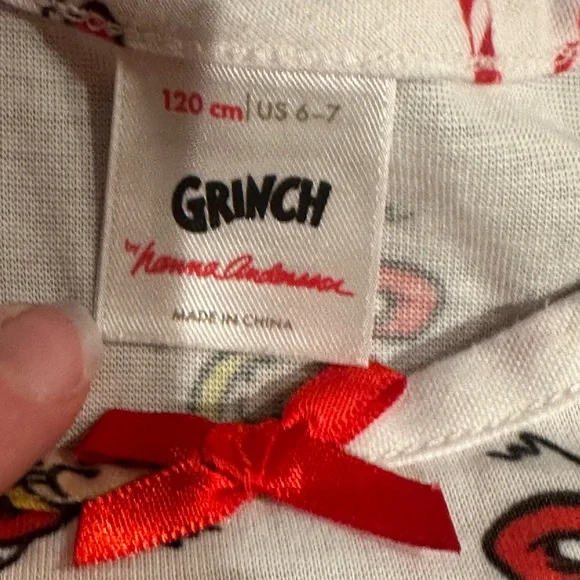 120 cm | US 6-7
GRINCH
by hanna andersson
MADE IN CHINA